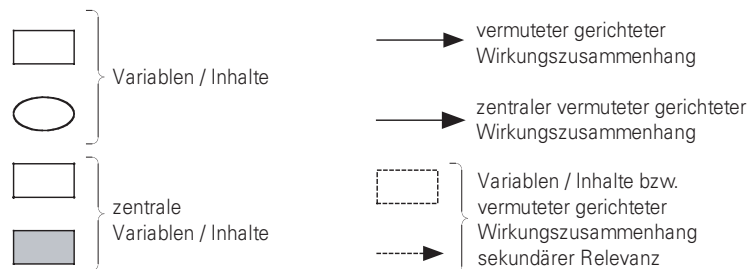 Variablen / Inhalte
zentrale
Variablen / Inhalte
vermuteter gerichteter
Wirkungszusammenhang
zentraler vermuteter gerichteter
Wirkungszusammenhang
Variablen / Inhalte bzw.
vermuteter gerichteter
Wirkungszusammenhang
sekundärer Relevanz